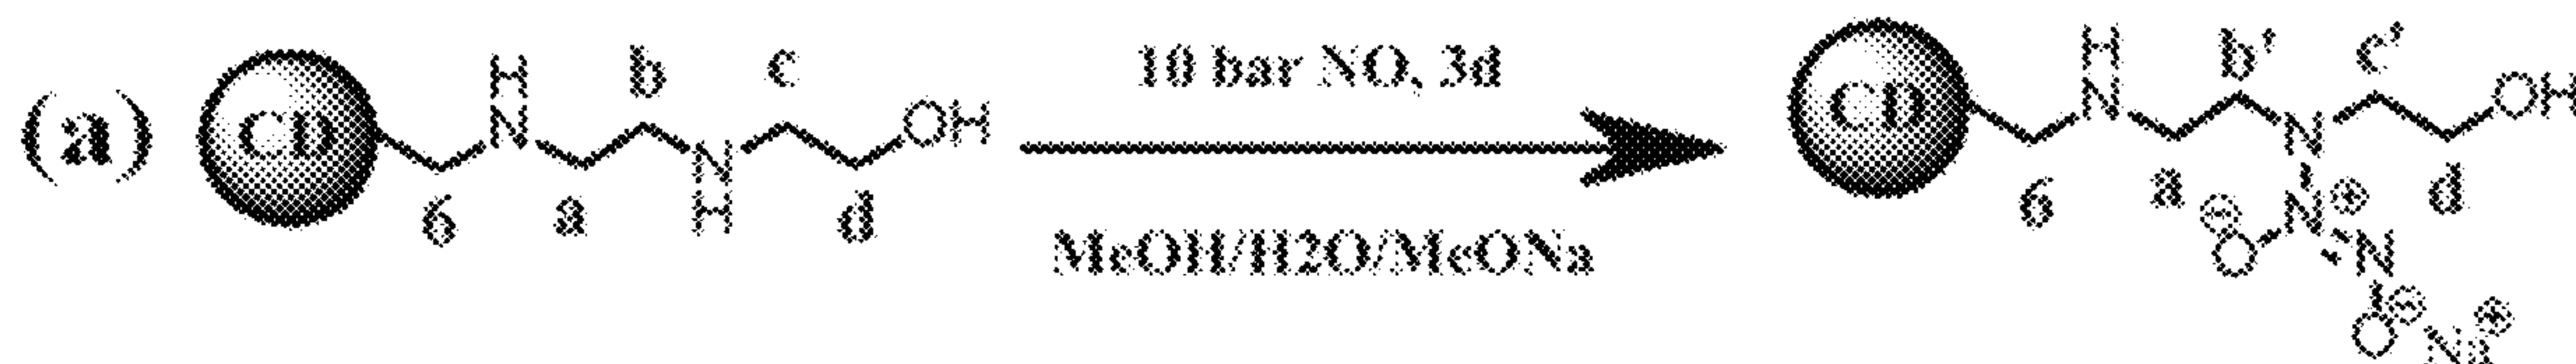 (a) CD 6 H N a b N H c d OH
10 bar NO, 3d
MeOH/H2O/MeONa
CD 6 H N a b' N c' d OH
⊖ O N ⊕ N
O ⊖ Na ⊕